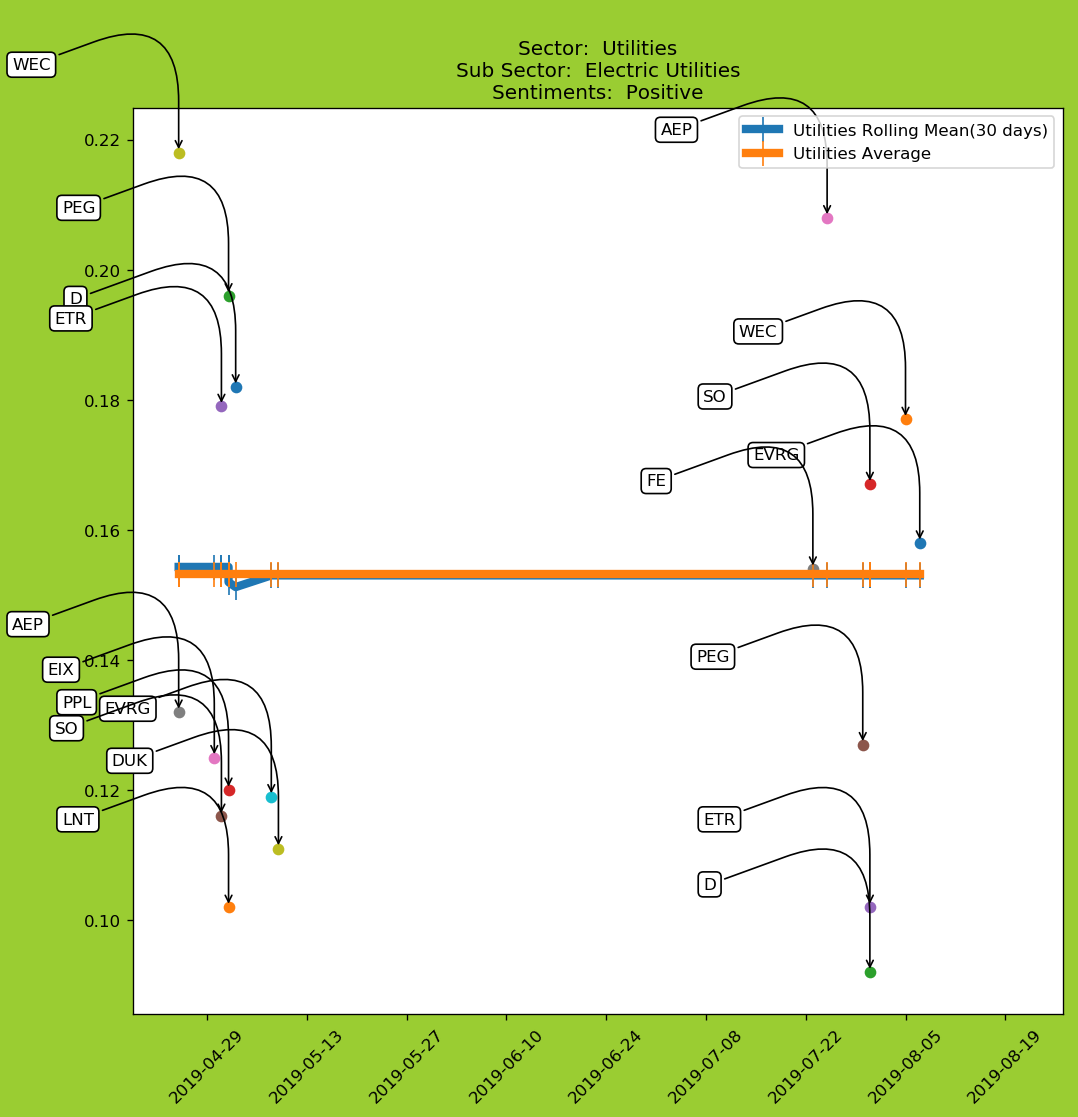 Sector:  Utilities
Sub Sector:  Electric Utilities
Sentiments:  Positive
WEC
AEP
Utilities Rolling Mean(30 days)
Utilities Average
0.22
PEG
0.20
D
ETR
WEC
0.18
SO
EVRG
FE
0.16
AEP
PEG
0.14
EIX
PPL
EVRG
SO
DUK
0.12
LNT
ETR
D
0.10
2019-04-29
2019-05-13
2019-05-27
2019-06-10
2019-06-24
2019-07-08
2019-07-22
2019-08-05
2019-08-19